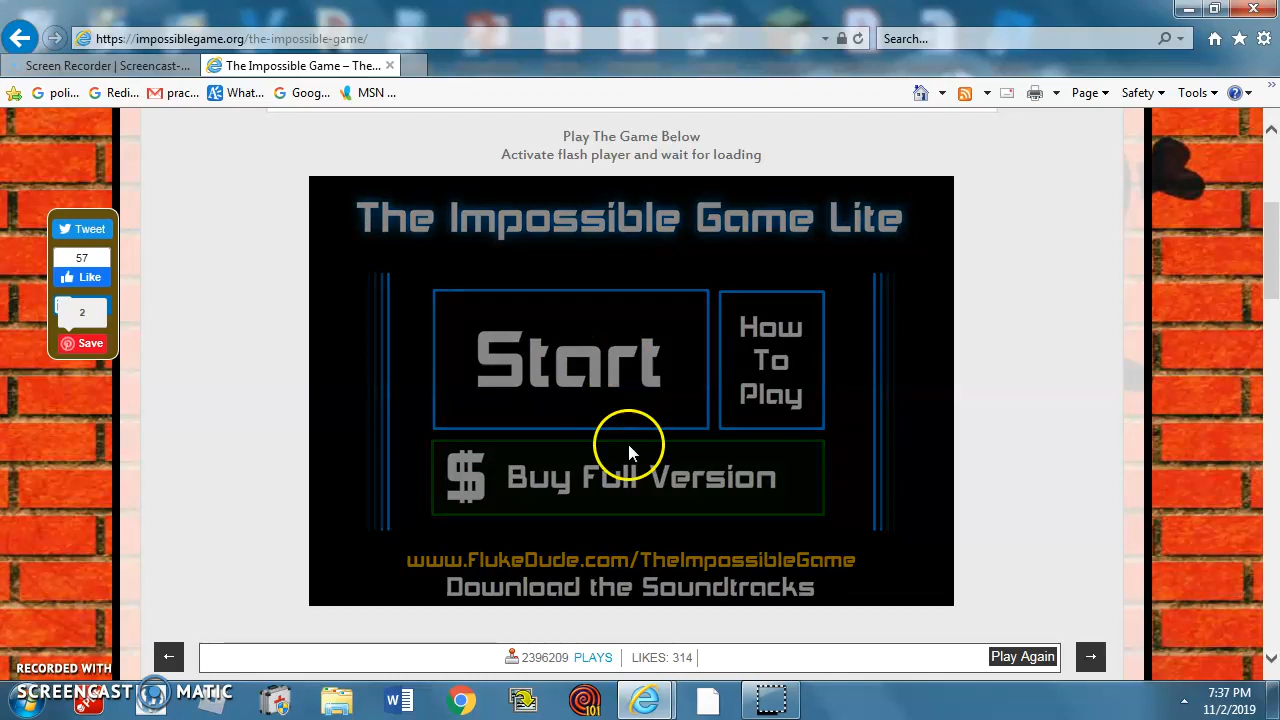 https://impossiblegame.org/the-impossible-game/
Search...
Screen Recorder | Screencast-...
The Impossible Game – The...
poli...
Redi...
prac...
What...
Goog...
MSN ...
Page
Safety
Tools
Play The Game Below
Activate flash player and wait for loading
The Impossible Game Lite
Tweet
57
Like
2
Save
Start
How
To
Play
$ Buy Full Version
www.FlukeDude.com/TheImpossibleGame
Download the Soundtracks
2396209 PLAYS
LIKES: 314
Play Again
RECORDED WITH
SCREENCAST MATIC
101
7:37 PM
11/2/2019